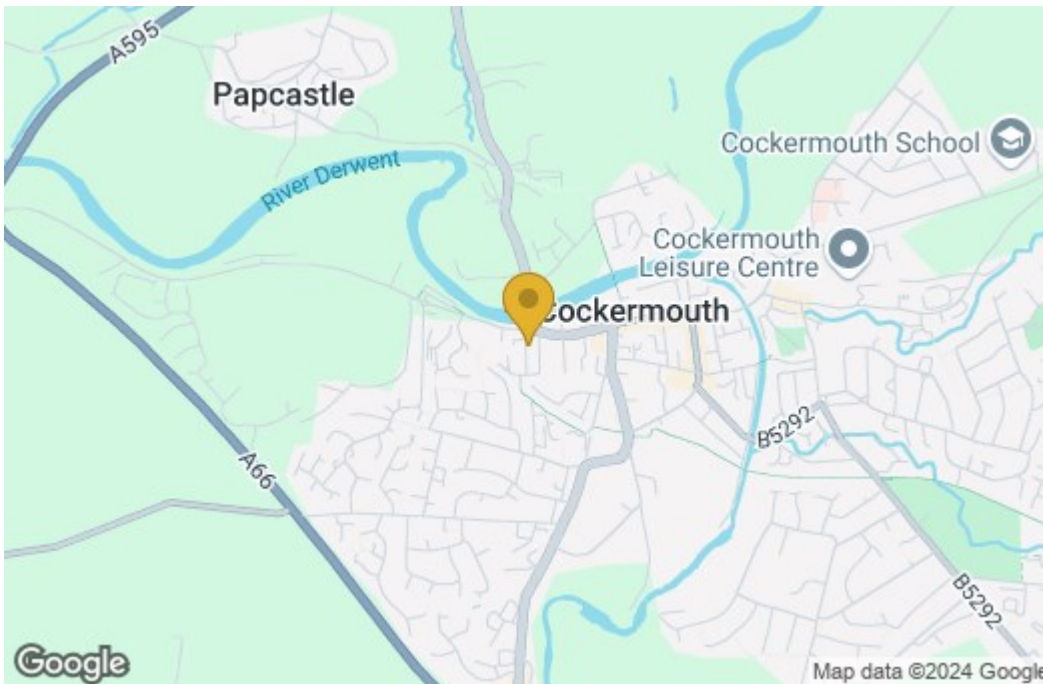 A595
Papcastle
Cockermouth School
River Derwent
Cockermouth
Leisure Centre
Cockermouth
B5292
A66
B5292
Google
Map data ©2024 Google